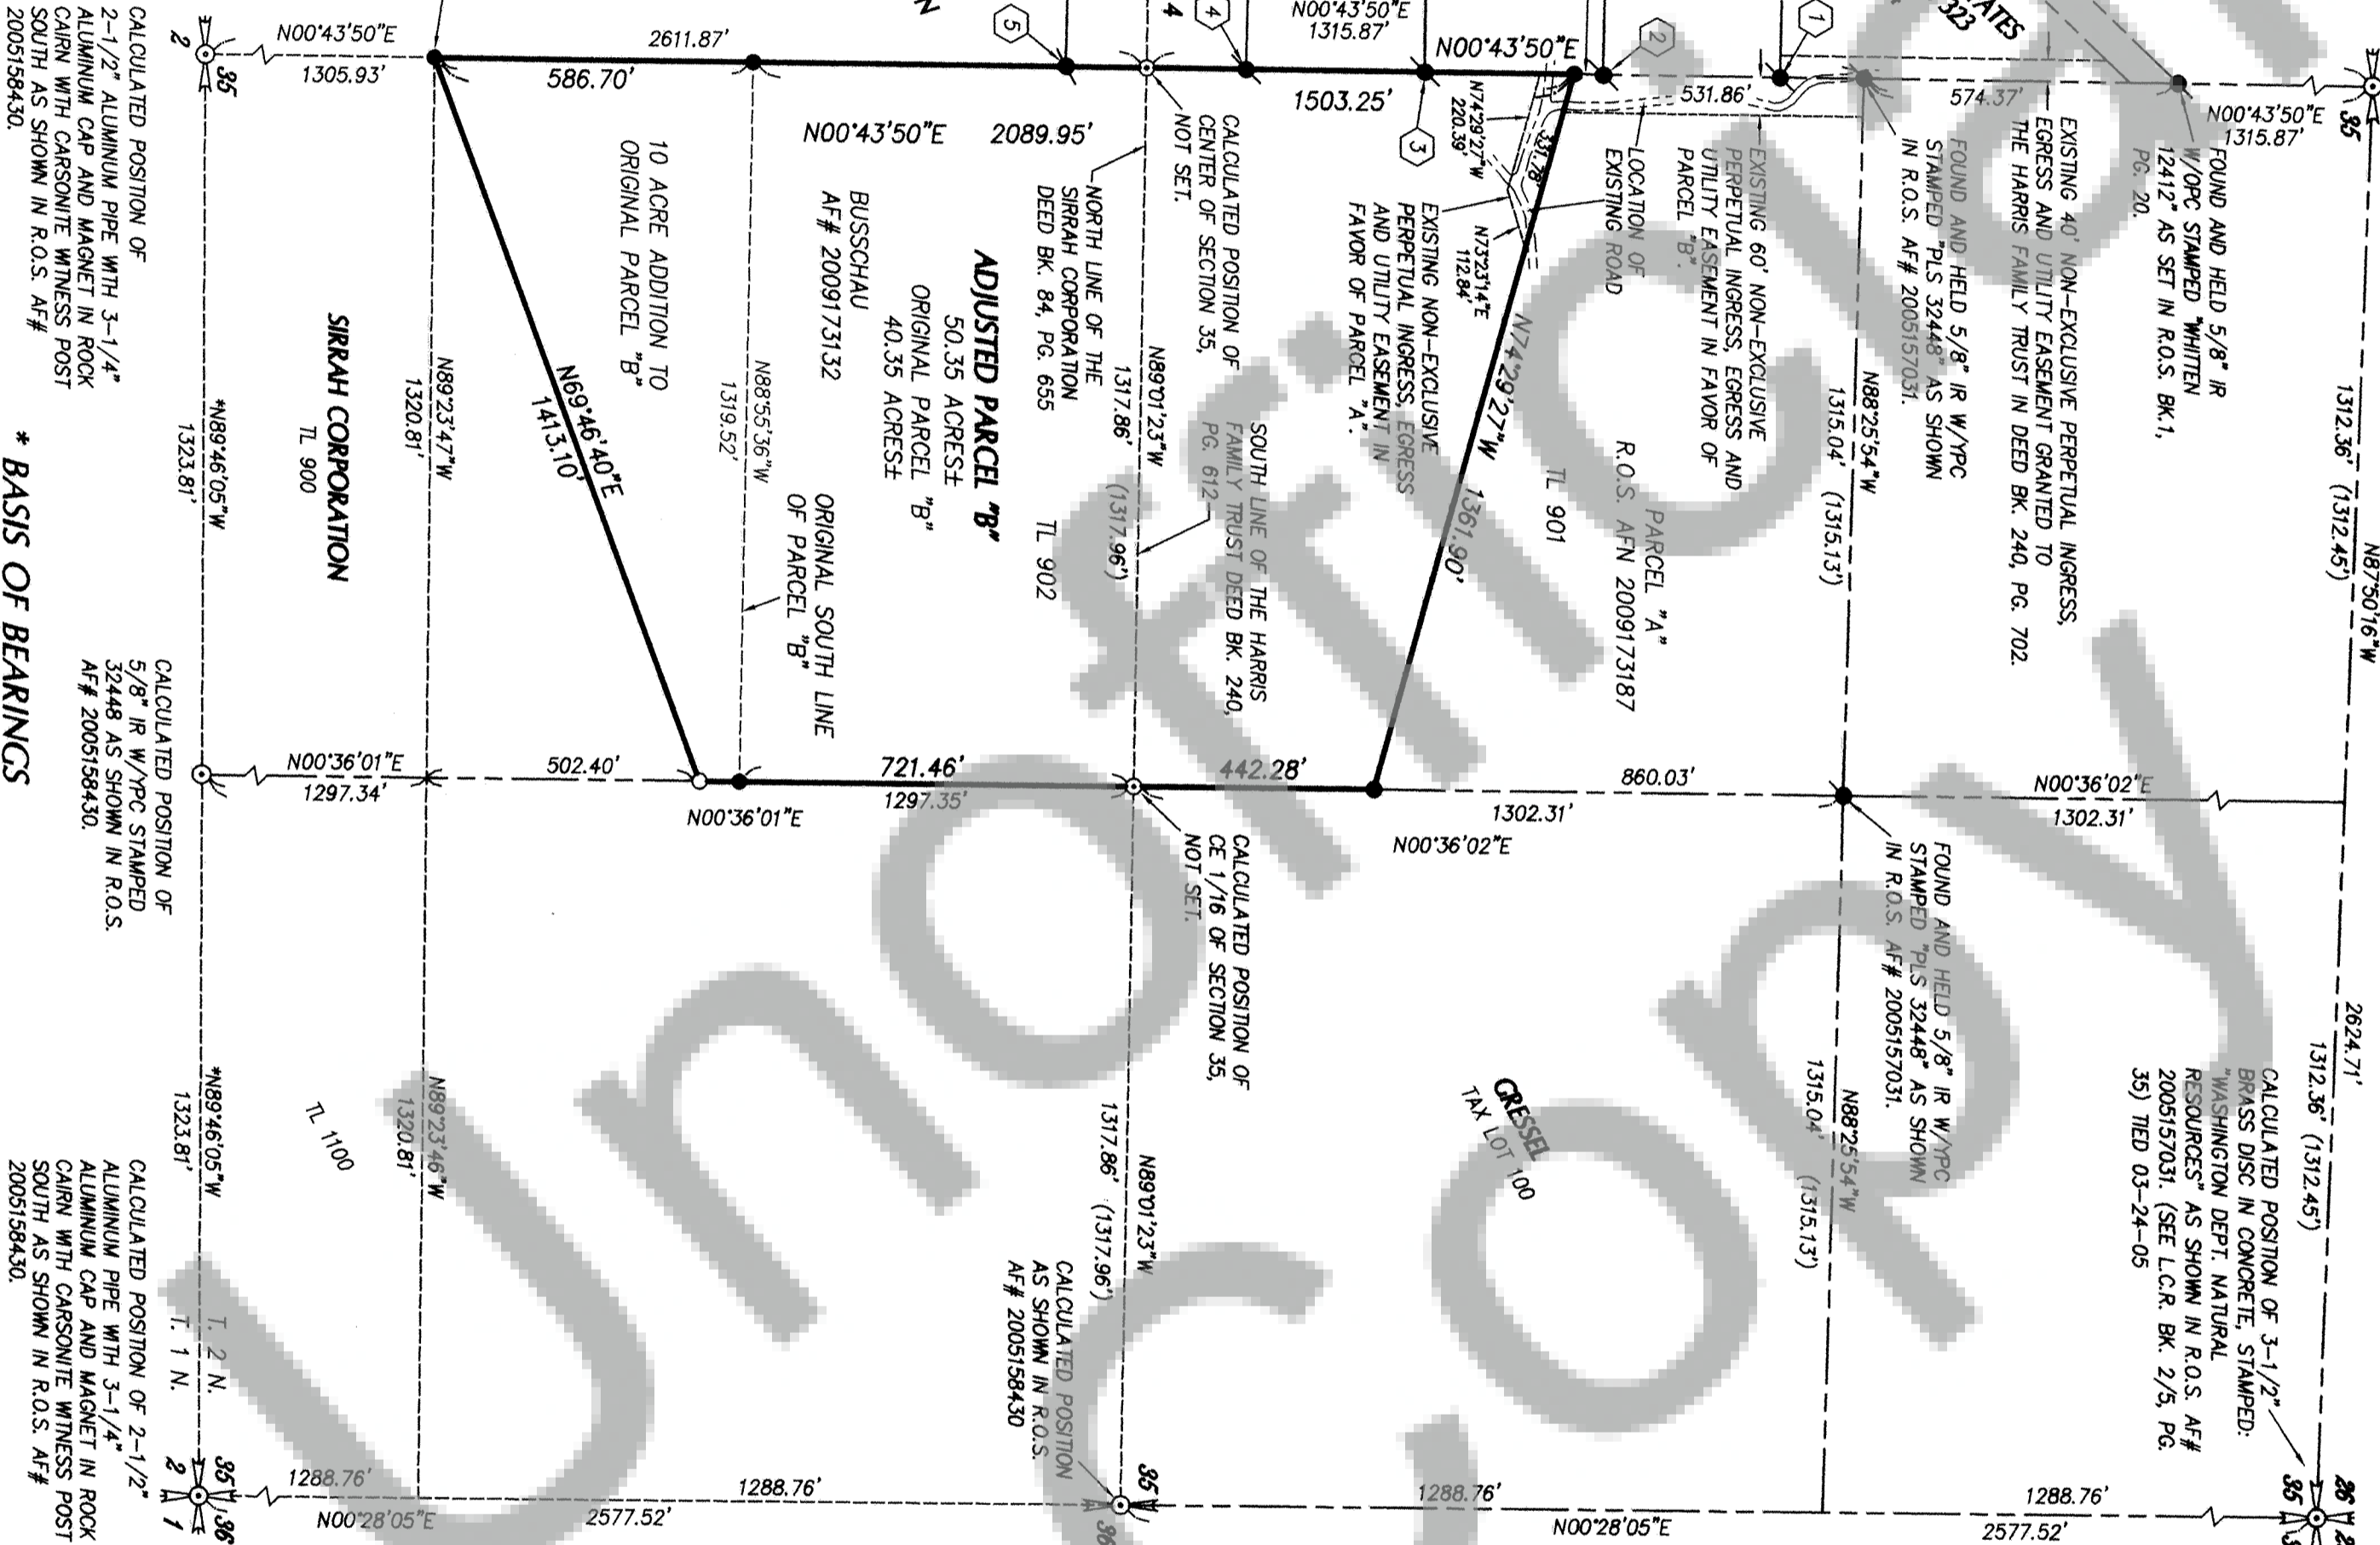 CALCULATED POSITION OF
2-1/2" ALUMINUM PIPE WITH 3-1/4"
ALUMINUM CAP AND MAGNET IN ROCK
CAIRN WITH CARSONITE WITNESS POST
SOUTH AS SHOWN IN R.O.S. AF#
2005158430.
2
35
N00°43'50"E
1305.93'
2611.87'
586.70'
N00°43'50"E 2089.95'
5
4
4
N00°43'50"E
1315.87'
N00°43'50"E
1503.25'
2
3
1
531.86'
574.37'
N00°43'50"E
1315.87'
35
323
N74°29'27"W
220.39'
331.78'
N73°23'14"E
112.84'
10 ACRE ADDITION TO
ORIGINAL PARCEL "B"
BUSSCHAU
AF# 2009173132
ADJUSTED PARCEL "B"
50.35 ACRES±
ORIGINAL PARCEL "B"
40.35 ACRES±
NORTH LINE OF THE
SIRRAH CORPORATION
DEED BK. 84, PG. 655
TL 902
CALCULATED POSITION OF
CENTER OF SECTION 35,
NOT SET.
EXISTING NON-EXCLUSIVE
PERPETUAL INGRESS, EGRESS
AND UTILITY EASEMENT IN
FAVOR OF PARCEL "A".
LOCATION OF
EXISTING ROAD
EXISTING 60' NON-EXCLUSIVE
PERPETUAL INGRESS, EGRESS AND
UTILITY EASEMENT IN FAVOR OF
PARCEL "B".
FOUND AND HELD 5/8" IR W/YPC
STAMPED "PLS 32448" AS SHOWN
IN R.O.S. AF# 2005157031.
EXISTING 40' NON-EXCLUSIVE PERPETUAL INGRESS,
EGRESS AND UTILITY EASEMENT GRANTED TO
THE HARRIS FAMILY TRUST IN DEED BK. 240, PG. 702.
FOUND AND HELD 5/8" IR
W/OPC STAMPED "WHITTEN
12412" AS SET IN R.O.S. BK.1,
PG. 20.
1312.36' (1312.45')
N87°50'16"W
2624.71'
1312.36' (1312.45')
N88°25'54"W
1315.04' (1315.13')
N74°29'27"W 1361.90'
TL 901
PARCEL "A"
R.O.S. AFN 2009173187
SOUTH LINE OF THE HARRIS
FAMILY TRUST DEED BK. 240,
PG. 612
N89°01'23"W
1317.86' (1317.96')
N88°55'36"W
1319.52'
ORIGINAL SOUTH LINE
OF PARCEL "B"
N69°46'40"E
1413.10'
N89°23'47"W
1320.81'
SIRRAH CORPORATION
TL 900
*N89°46'05"W
1323.81'
* BASIS OF BEARINGS
CALCULATED POSITION OF
5/8" IR W/YPC STAMPED
32448 AS SHOWN IN R.O.S
AF# 2005158430.
N00°36'01"E
1297.34'
502.40'
N00°36'01"E
721.46'
1297.35'
442.28'
860.03'
1302.31'
N00°36'02"E
N00°36'02"E
1302.31'
CALCULATED POSITION OF
CE 1/16 OF SECTION 35,
NOT SET.
FOUND AND HELD 5/8" IR W/YPC
STAMPED "PLS 32448" AS SHOWN
IN R.O.S. AF# 2005157031.
N88°25'54"W
1315.04' (1315.13')
CALCULATED POSITION OF 3-1/2"
BRASS DISC IN CONCRETE, STAMPED:
"WASHINGTON DEPT. NATURAL
RESOURCES" AS SHOWN IN R.O.S. AF#
2005157031. (SEE L.C.R. BK. 2/5, PG.
35) TIED 03-24-05
GRESSEL
TAX LOT 100
N89°01'23"W
1317.86' (1317.96')
CALCULATED POSITION
AS SHOWN IN R.O.S.
AF# 2005158430
N89°23'46"W
1320.81'
TL 1100
*N89°46'05"W
1323.81'
T. 2 N.
T. 1 N.
CALCULATED POSITION OF 2-1/2"
ALUMINUM PIPE WITH 3-1/4"
ALUMINUM CAP AND MAGNET IN ROCK
CAIRN WITH CARSONITE WITNESS POST
SOUTH AS SHOWN IN R.O.S. AF#
2005158430.
35 36
2 1
1288.76'
N00°28'05"E
2577.52'
1288.76'
35
36
1288.76'
N00°28'05"E
1288.76'
2577.52'
26
35
Unofficial
Copy